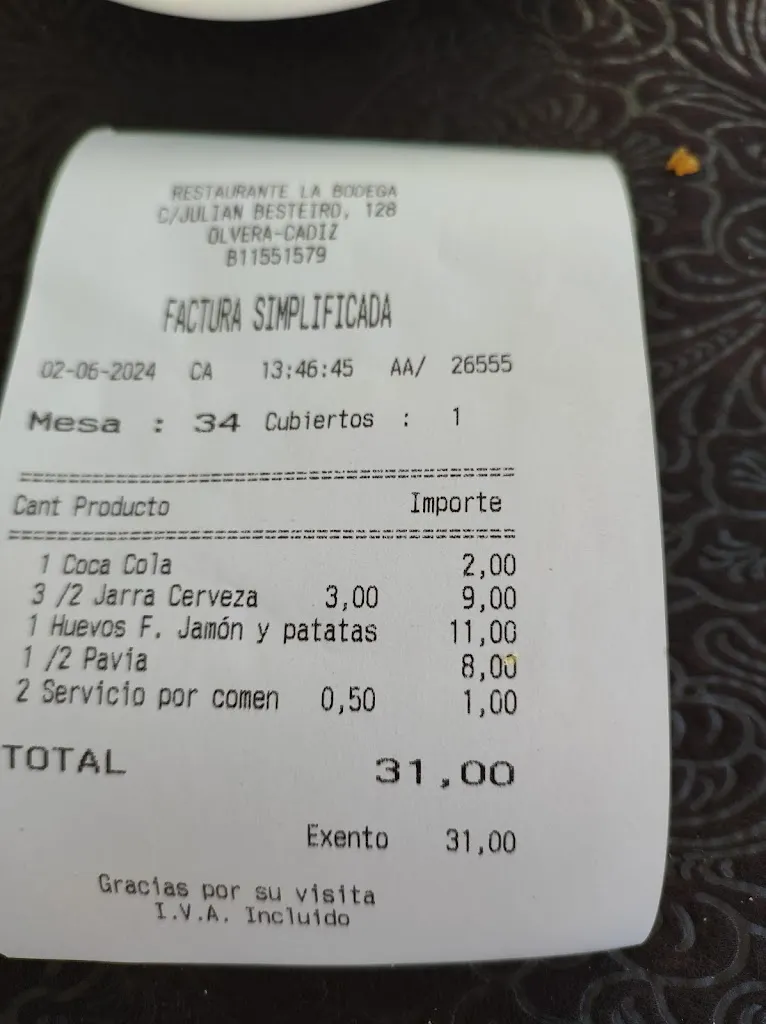 RESTAURANTE LA BODEGA
C/JULIAN BESTEIRO, 128
OLVERA-CADIZ
B11551579
FACTURA SIMPLIFICADA
02-06-2024 CA 13:46:45 AA/ 26555
Mesa : 34 Cubiertos : 1
Cant Producto Importe
1 Coca Cola 2,00
3 /2 Jarra Cerveza 3,00 9,00
1 Huevos F. Jamón y patatas 11,00
1 /2 Pavia 8,00
2 Servicio por comen 0,50 1,00
TOTAL 31,00
Exento 31,00
Gracias por su visita
I.V.A. Incluido